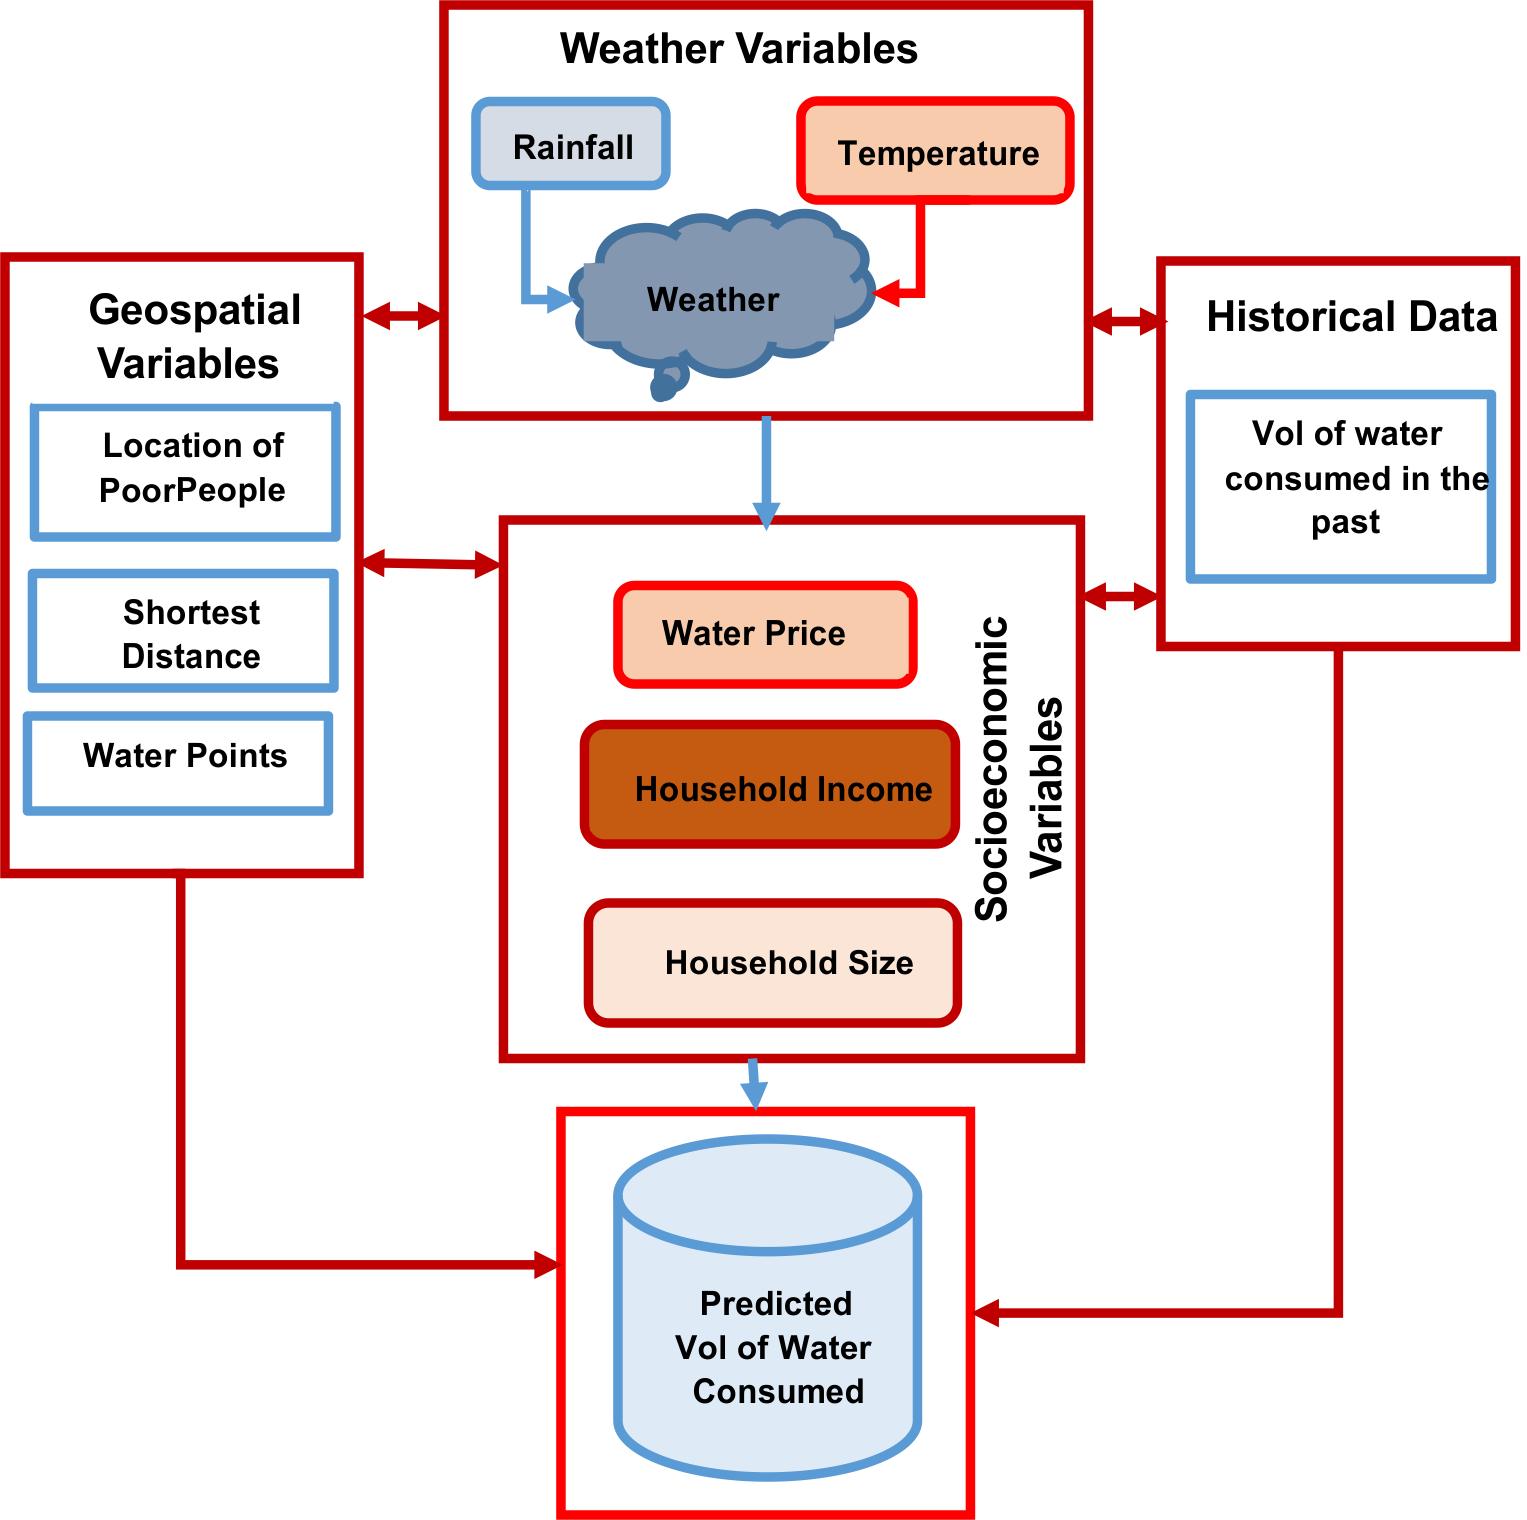 Weather Variables
Rainfall
Temperature
Weather
Geospatial
Variables
Location of
PoorPeople
Shortest
Distance
Water Points
Historical Data
Vol of water
consumed in the
past
Water Price
Household Income
Household Size
Socioeconomic
Variables
Predicted
Vol of Water
Consumed